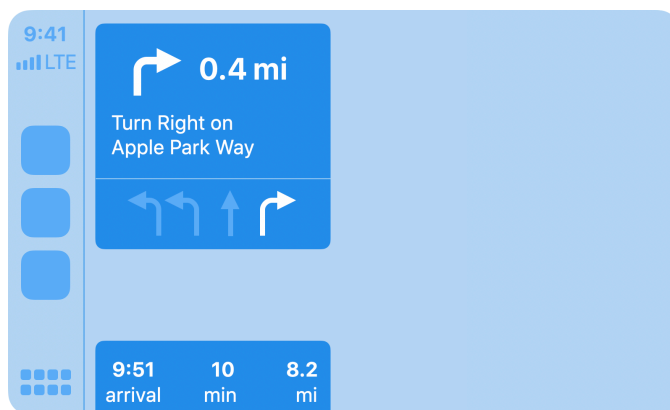 9:41
LTE
0.4 mi
Turn Right on
Apple Park Way
9:51 10 8.2
arrival min mi